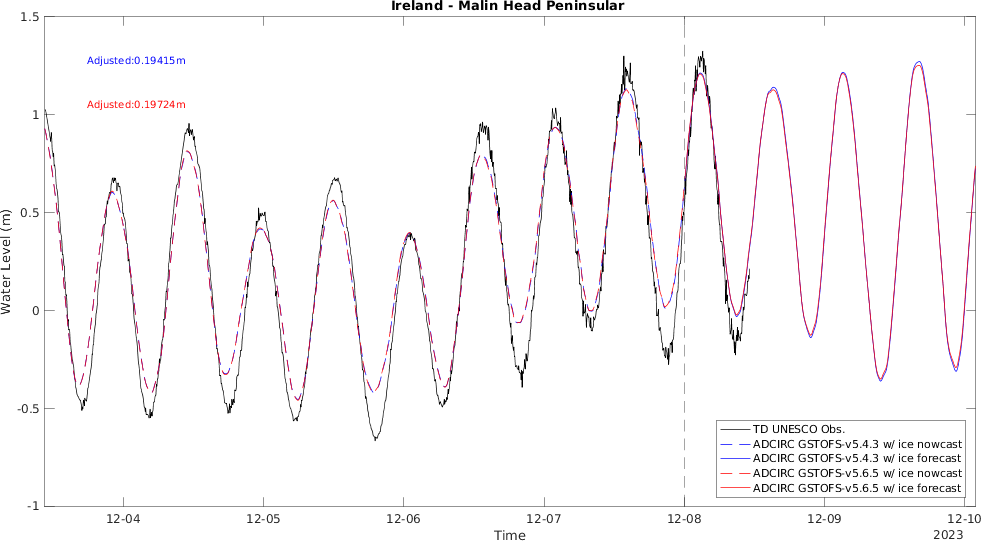 Ireland - Malin Head Peninsular
1.5
1
0.5
0
-0.5
-1
Water Level (m)
Adjusted:0.19415m
Adjusted:0.19724m
TD UNESCO Obs.
ADCIRC GSTOFS-v5.4.3 w/ ice nowcast
ADCIRC GSTOFS-v5.4.3 w/ ice forecast
ADCIRC GSTOFS-v5.6.5 w/ ice nowcast
ADCIRC GSTOFS-v5.6.5 w/ ice forecast
12-04
12-05
12-06
12-07
12-08
12-09
12-10
Time
2023